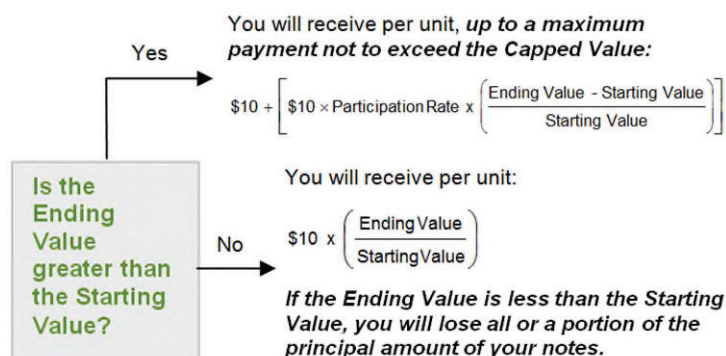 You will receive per unit, up to a maximum
payment not to exceed the Capped Value:
Yes
$10 + [ $10 × Participation Rate x ( Ending Value - Starting Value / Starting Value ) ]
Is the
Ending
Value
greater than
the Starting
Value?
No
You will receive per unit:
$10 x ( Ending Value / Starting Value )
If the Ending Value is less than the Starting
Value, you will lose all or a portion of the
principal amount of your notes.